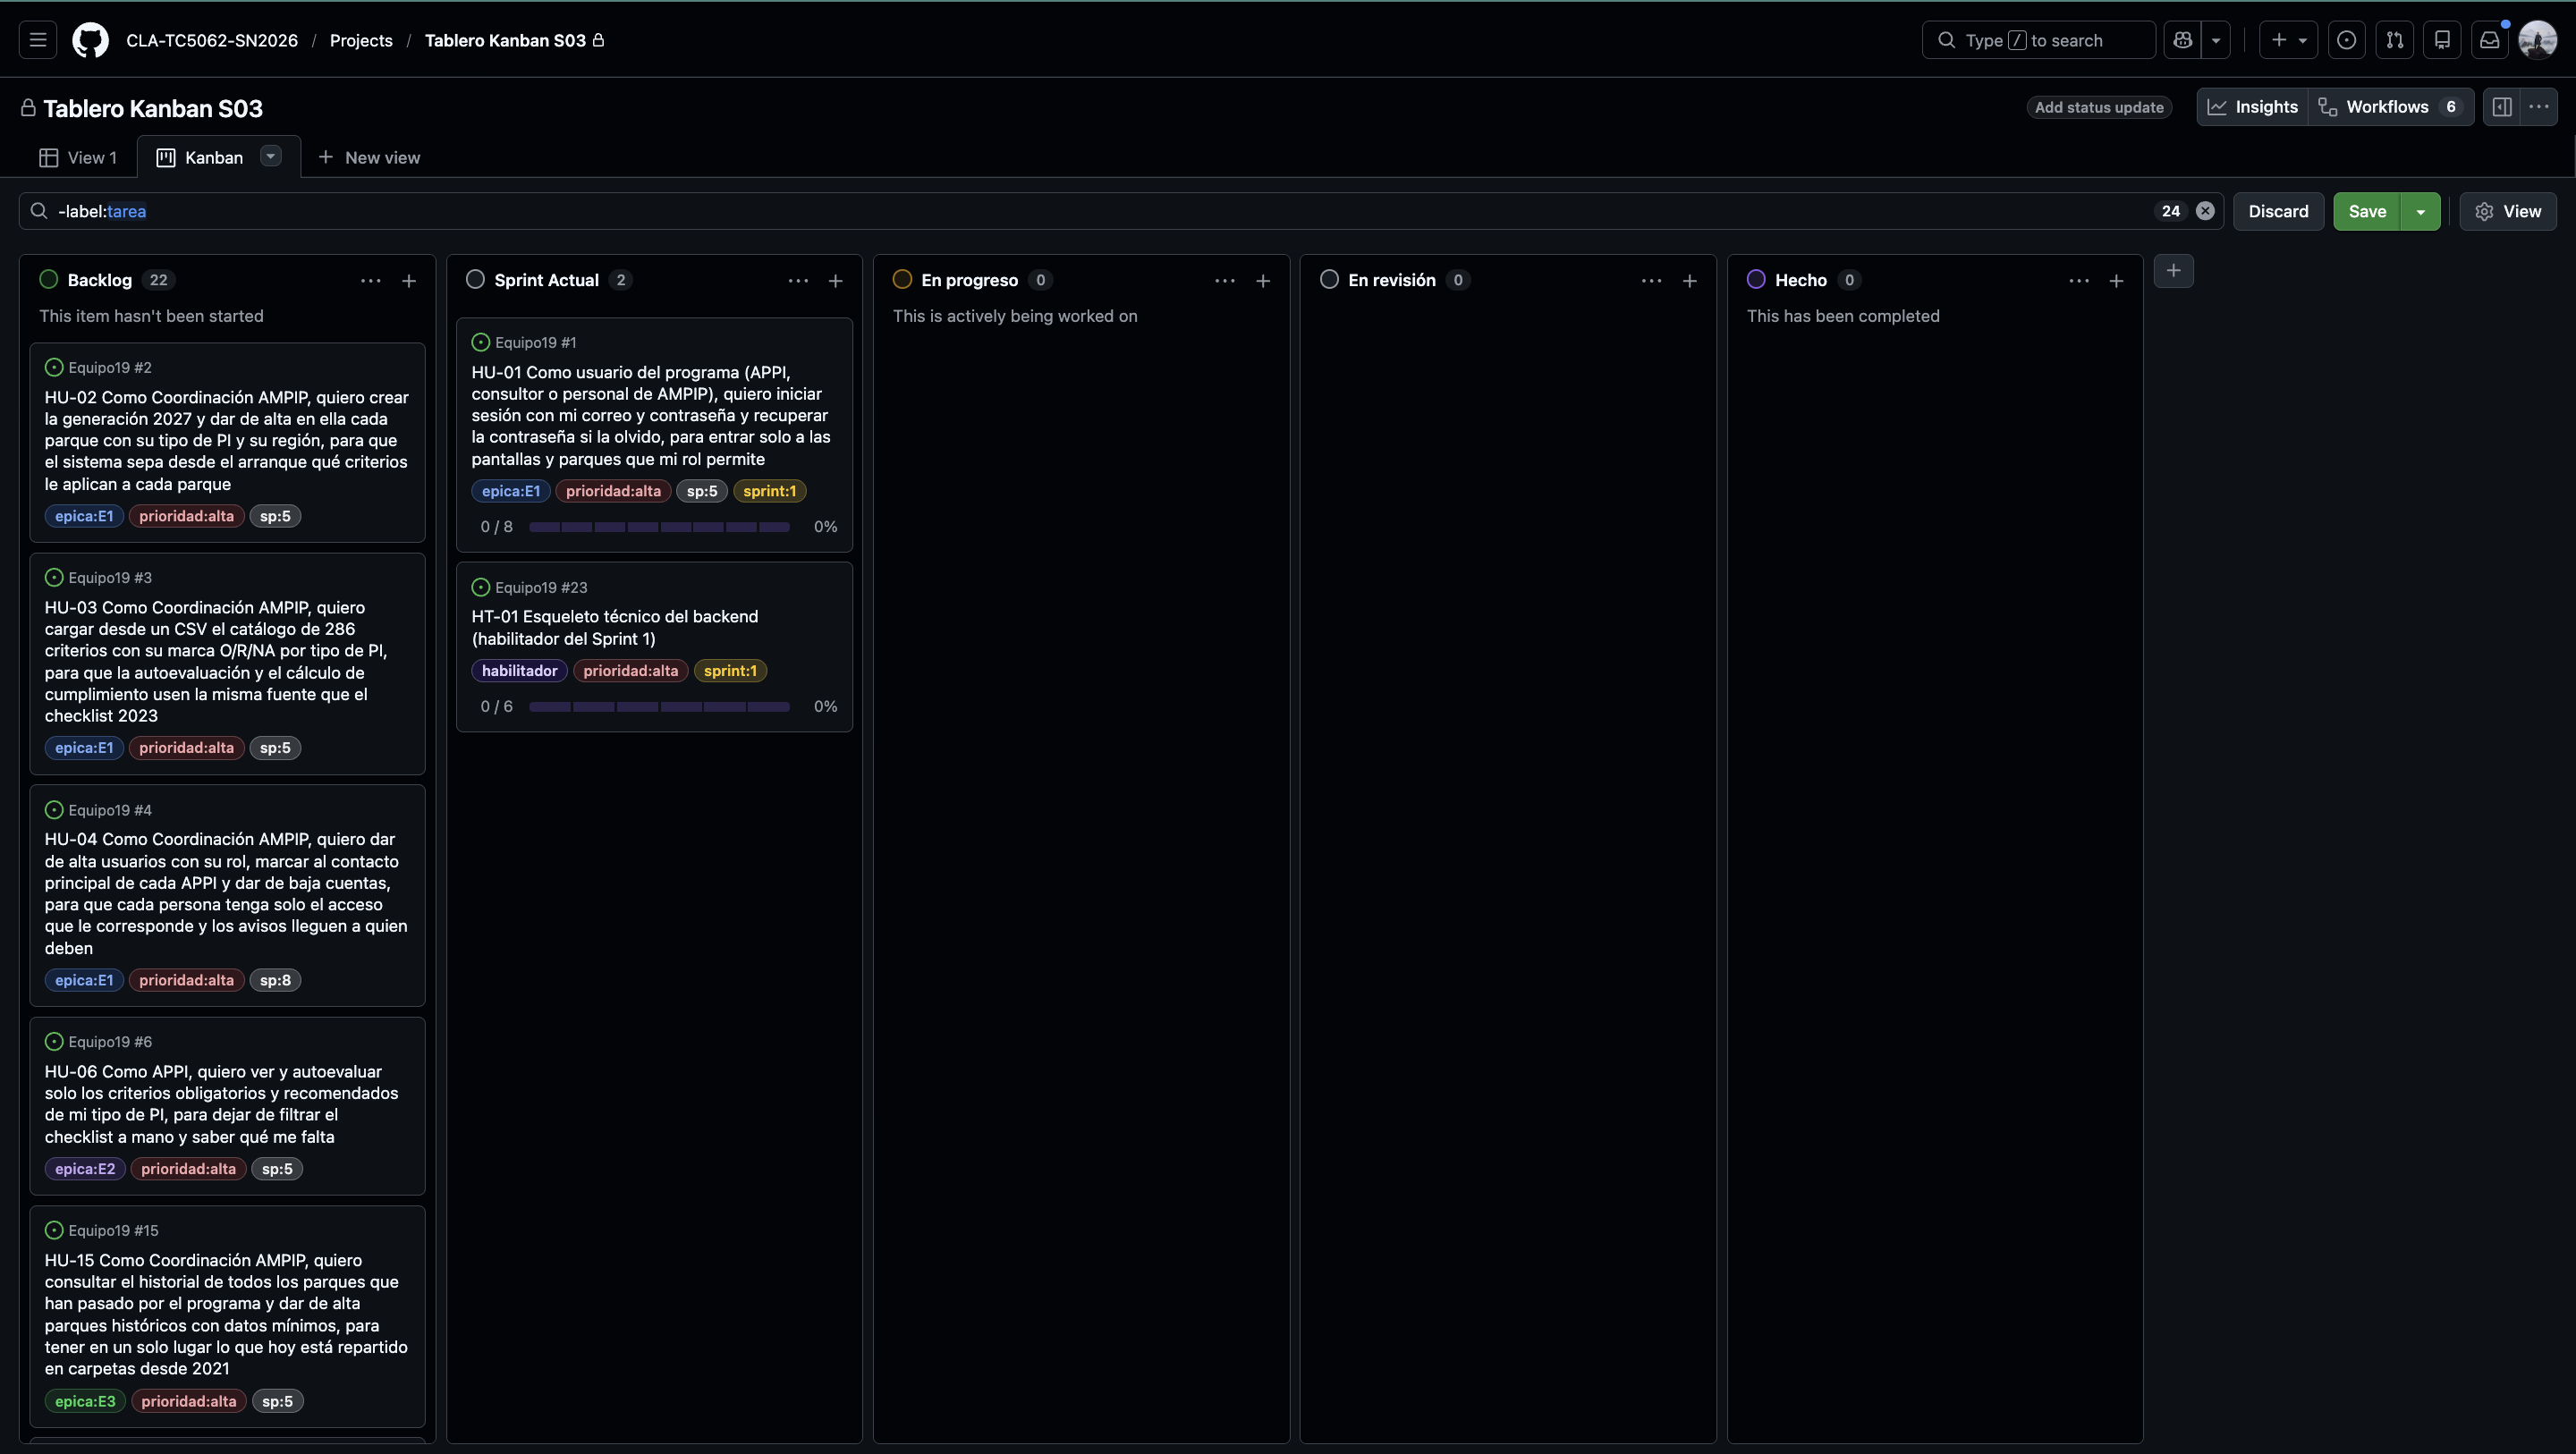 CLA-TC5062-SN2026 / Projects / Tablero Kanban S03
Type / to search
Tablero Kanban S03
Add status update
Insights
Workflows 6
View 1
Kanban
New view
-label:tarea
24
Discard
Save
View
Backlog 22
This item hasn't been started
Equipo19 #2
HU-02 Como Coordinación AMPIP, quiero crear
la generación 2027 y dar de alta en ella cada
parque con su tipo de PI y su región, para que
el sistema sepa desde el arranque qué criterios
le aplican a cada parque
epica:E1 prioridad:alta sp:5
Equipo19 #3
HU-03 Como Coordinación AMPIP, quiero
cargar desde un CSV el catálogo de 286
criterios con su marca O/R/NA por tipo de PI,
para que la autoevaluación y el cálculo de
cumplimiento usen la misma fuente que el
checklist 2023
epica:E1 prioridad:alta sp:5
Equipo19 #4
HU-04 Como Coordinación AMPIP, quiero dar
de alta usuarios con su rol, marcar al contacto
principal de cada APPI y dar de baja cuentas,
para que cada persona tenga solo el acceso
que le corresponde y los avisos lleguen a quien
deben
epica:E1 prioridad:alta sp:8
Equipo19 #6
HU-06 Como APPI, quiero ver y autoevaluar
solo los criterios obligatorios y recomendados
de mi tipo de PI, para dejar de filtrar el
checklist a mano y saber qué me falta
epica:E2 prioridad:alta sp:5
Equipo19 #15
HU-15 Como Coordinación AMPIP, quiero
consultar el historial de todos los parques que
han pasado por el programa y dar de alta
parques históricos con datos mínimos, para
tener en un solo lugar lo que hoy está repartido
en carpetas desde 2021
epica:E3 prioridad:alta sp:5
Sprint Actual 2
Equipo19 #1
HU-01 Como usuario del programa (APPI,
consultor o personal de AMPIP), quiero iniciar
sesión con mi correo y contraseña y recuperar
la contraseña si la olvido, para entrar solo a las
pantallas y parques que mi rol permite
epica:E1 prioridad:alta sp:5 sprint:1
0 / 8 0%
Equipo19 #23
HT-01 Esqueleto técnico del backend
(habilitador del Sprint 1)
habilitador prioridad:alta sprint:1
0 / 6 0%
En progreso 0
This is actively being worked on
En revisión 0
Hecho 0
This has been completed